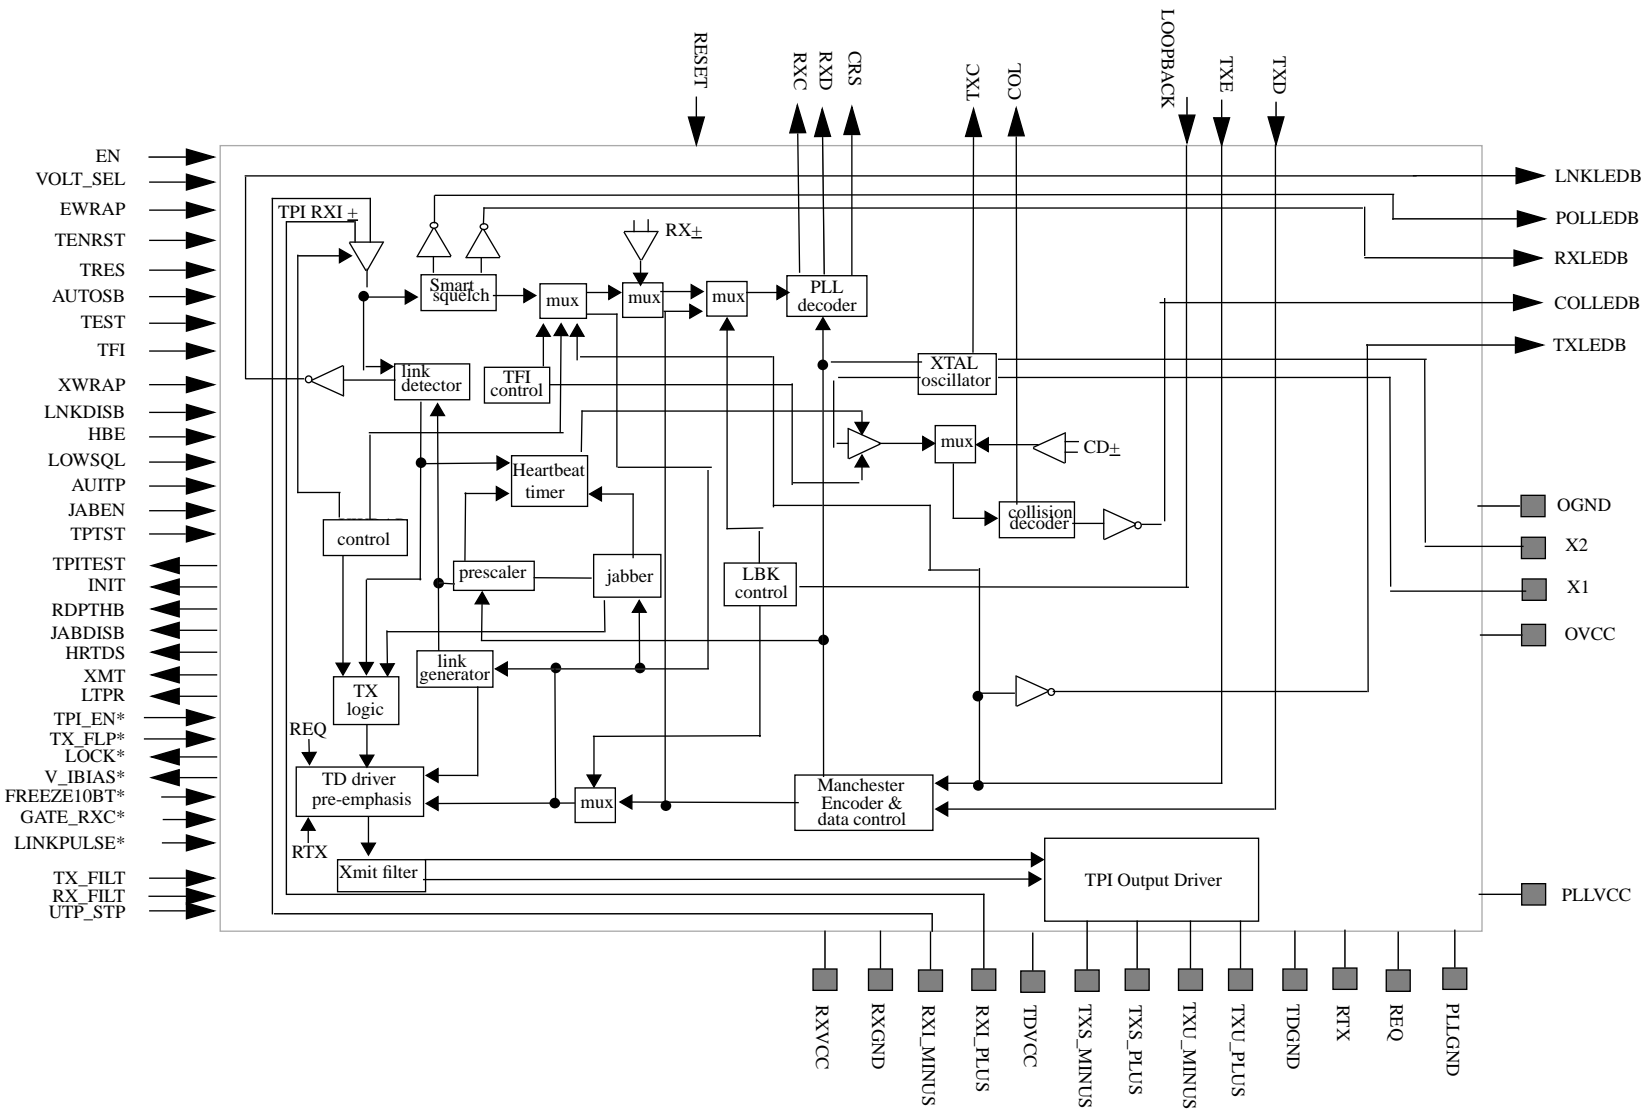 RESET
RXC
RXD
CRS
TXC
COL
LOOPBACK
TXE
TXD
EN
VOLT_SEL
EWRAP
TENRST
TRES
AUTOSB
TEST
TFI
XWRAP
LNKDISB
HBE
LOWSQL
AUITP
JABEN
TPTST
TPITEST
INIT
RDPTHB
JABDISB
HRTDS
XMT
LTPR
TPI_EN*
TX_FLP*
LOCK*
V_IBIAS*
FREEZE10BT*
GATE_RXC*
LINKPULSE*
TX_FILT
RX_FILT
UTP_STP
TPI RXI +
RX±
Smart
squelch
mux
mux
mux
PLL
decoder
link
detector
TFI
control
XTAL
oscillator
mux
CD±
Heartbeat
timer
collision
decoder
control
prescaler
jabber
LBK
control
link
generator
TX
logic
REQ
TD driver
pre-emphasis
RTX
mux
Manchester
Encoder &
data control
Xmit filter
TPI Output Driver
LNKLEDB
POLLEDB
RXLEDB
COLLEDB
TXLEDB
OGND
X2
X1
OVCC
PLLVCC
RXVCC
RXGND
RXI_MINUS
RXI_PLUS
TDVCC
TXS_MINUS
TXS_PLUS
TXU_MINUS
TXU_PLUS
TDGND
RTX
REQ
PLLGND